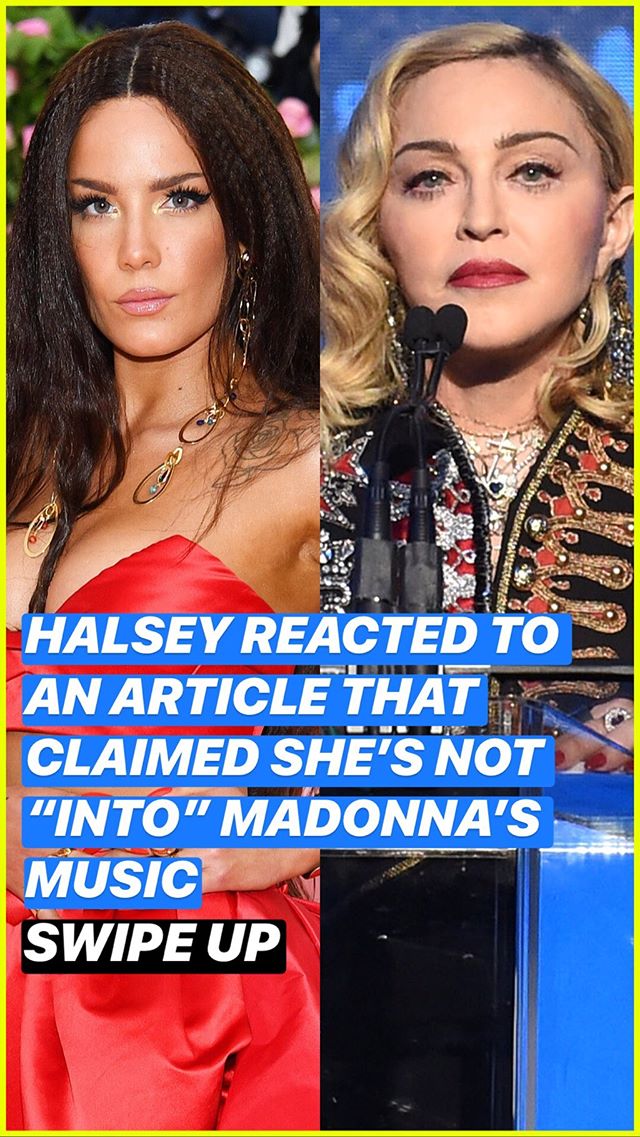 HALSEY REACTED TO
AN ARTICLE THAT
CLAIMED SHE’S NOT
“INTO” MADONNA’S
MUSIC
SWIPE UP